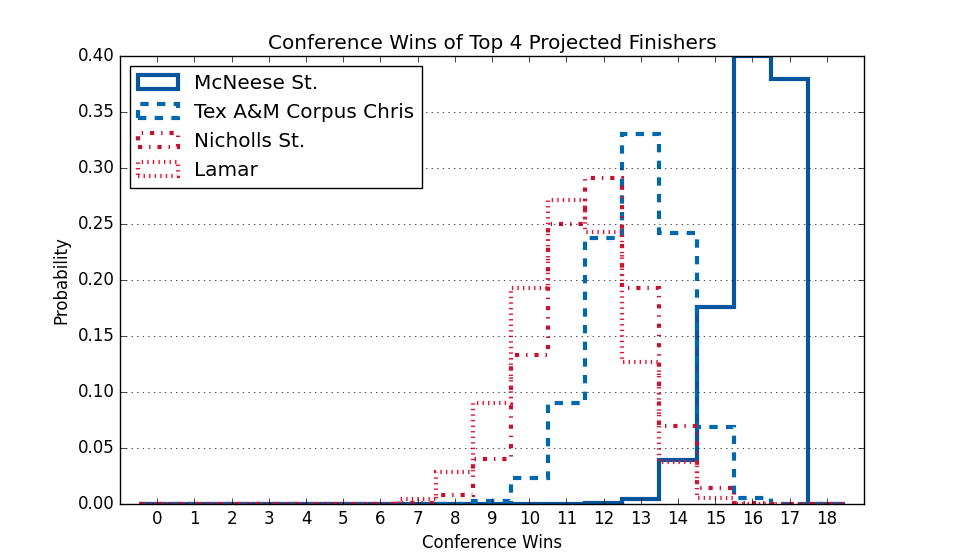 Conference Wins of Top 4 Projected Finishers
0.40
0.35
0.30
0.25
0.20
0.15
0.10
0.05
0.00
Probability
McNeese St.
Tex A&M Corpus Chris
Nicholls St.
Lamar
0 1 2 3 4 5 6 7 8 9 10 11 12 13 14 15 16 17 18
Conference Wins